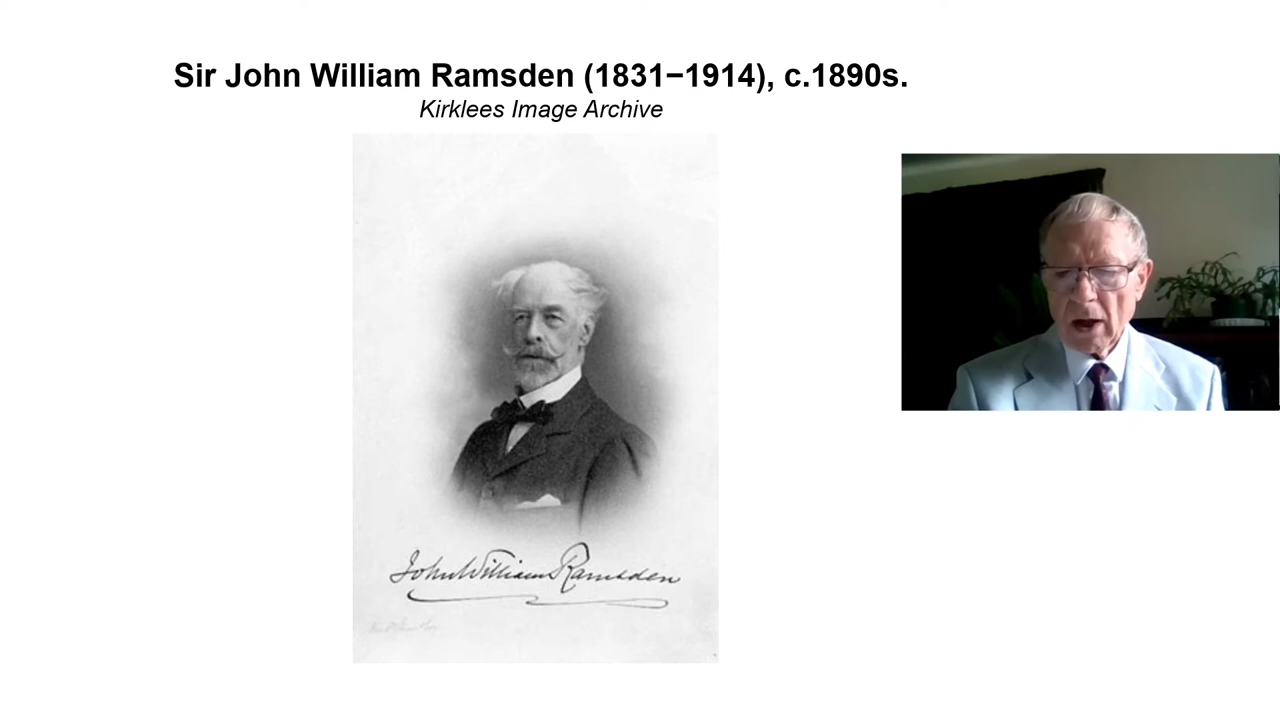 Sir John William Ramsden (1831−1914), c.1890s.
Kirklees Image Archive
John William Ramsden